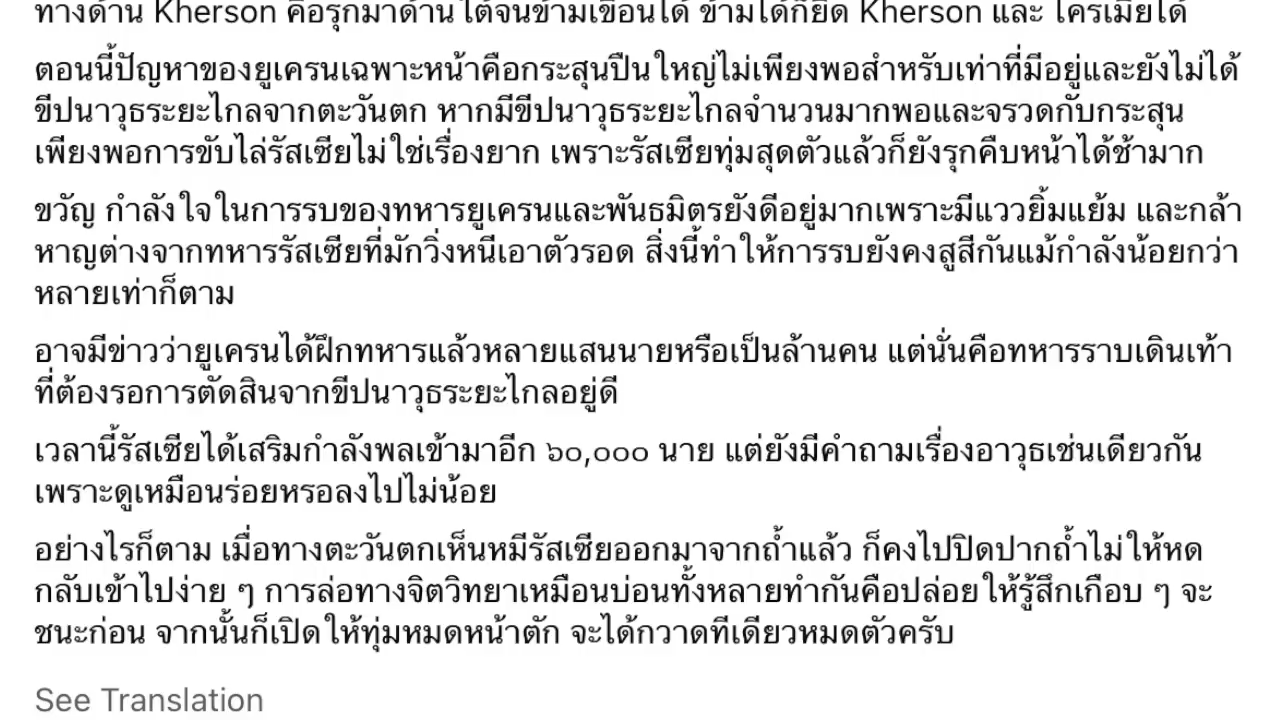 ทางด้าน Kherson คือรุกมาด้านใต้จนข้ามเขื่อนได้ ข้ามได้ก็ยึด Kherson และ ไครเมียได้
ตอนนี้ปัญหาของยูเครนเฉพาะหน้าคือกระสุนปืนใหญ่ไม่เพียงพอสำหรับเท่าที่มีอยู่และยังไม่ได้
ขีปนาวุธระยะไกลจากตะวันตก หากมีขีปนาวุธระยะไกลจำนวนมากพอและจรวดกับกระสุน
เพียงพอการขับไล่รัสเซียไม่ใช่เรื่องยาก เพราะรัสเซียทุ่มสุดตัวแล้วก็ยังรุกคืบหน้าได้ช้ามาก
ขวัญ กำลังใจในการรบของทหารยูเครนและพันธมิตรยังดีอยู่มากเพราะมีแววยิ้มแย้ม และกล้า
หาญต่างจากทหารรัสเซียที่มักวิ่งหนีเอาตัวรอด สิ่งนี้ทำให้การรบยังคงสูสีกันแม้กำลังน้อยกว่า
หลายเท่าก็ตาม
อาจมีข่าวว่ายูเครนได้ฝึกทหารแล้วหลายแสนนายหรือเป็นล้านคน แต่นั่นคือทหารราบเดินเท้า
ที่ต้องรอการตัดสินจากขีปนาวุธระยะไกลอยู่ดี
เวลานี้รัสเซียได้เสริมกำลังพลเข้ามาอีก ๖๐,๐๐๐ นาย แต่ยังมีคำถามเรื่องอาวุธเช่นเดียวกัน
เพราะดูเหมือนร่อยหรอลงไปไม่น้อย
อย่างไรก็ตาม เมื่อทางตะวันตกเห็นหมีรัสเซียออกมาจากถ้ำแล้ว ก็คงไปปิดปากถ้ำไม่ให้หด
กลับเข้าไปง่าย ๆ การล่อทางจิตวิทยาเหมือนบ่อนทั้งหลายทำกันคือปล่อยให้รู้สึกเกือบ ๆ จะ
ชนะก่อน จากนั้นก็เปิดให้ทุ่มหมดหน้าตัก จะได้กวาดทีเดียวหมดตัวครับ
See Translation